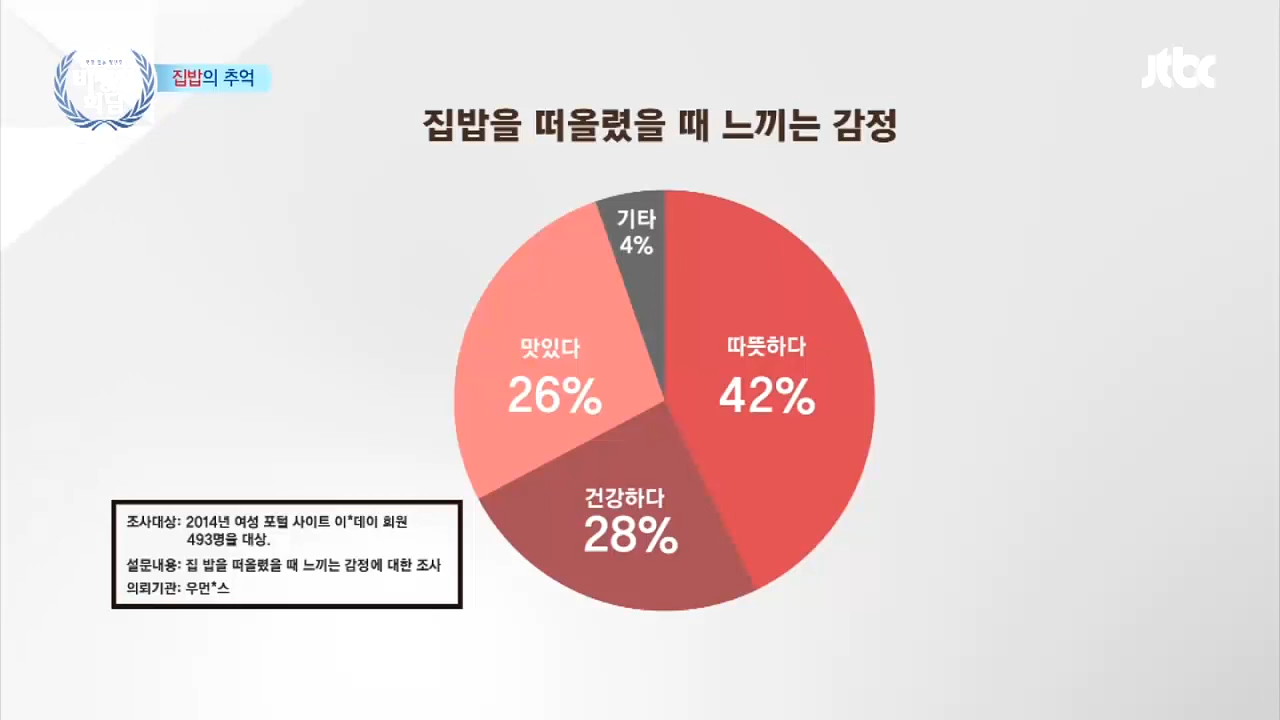 집밥의 추억
jtbc
집밥을 떠올렸을 때 느끼는 감정
기타
4%
맛있다
26%
따뜻하다
42%
건강하다
28%
조사대상: 2014년 여성 포털 사이트 이*데이 회원
493명을 대상.
설문내용: 집 밥을 떠올렸을 때 느끼는 감정에 대한 조사
의뢰기관: 우먼*스